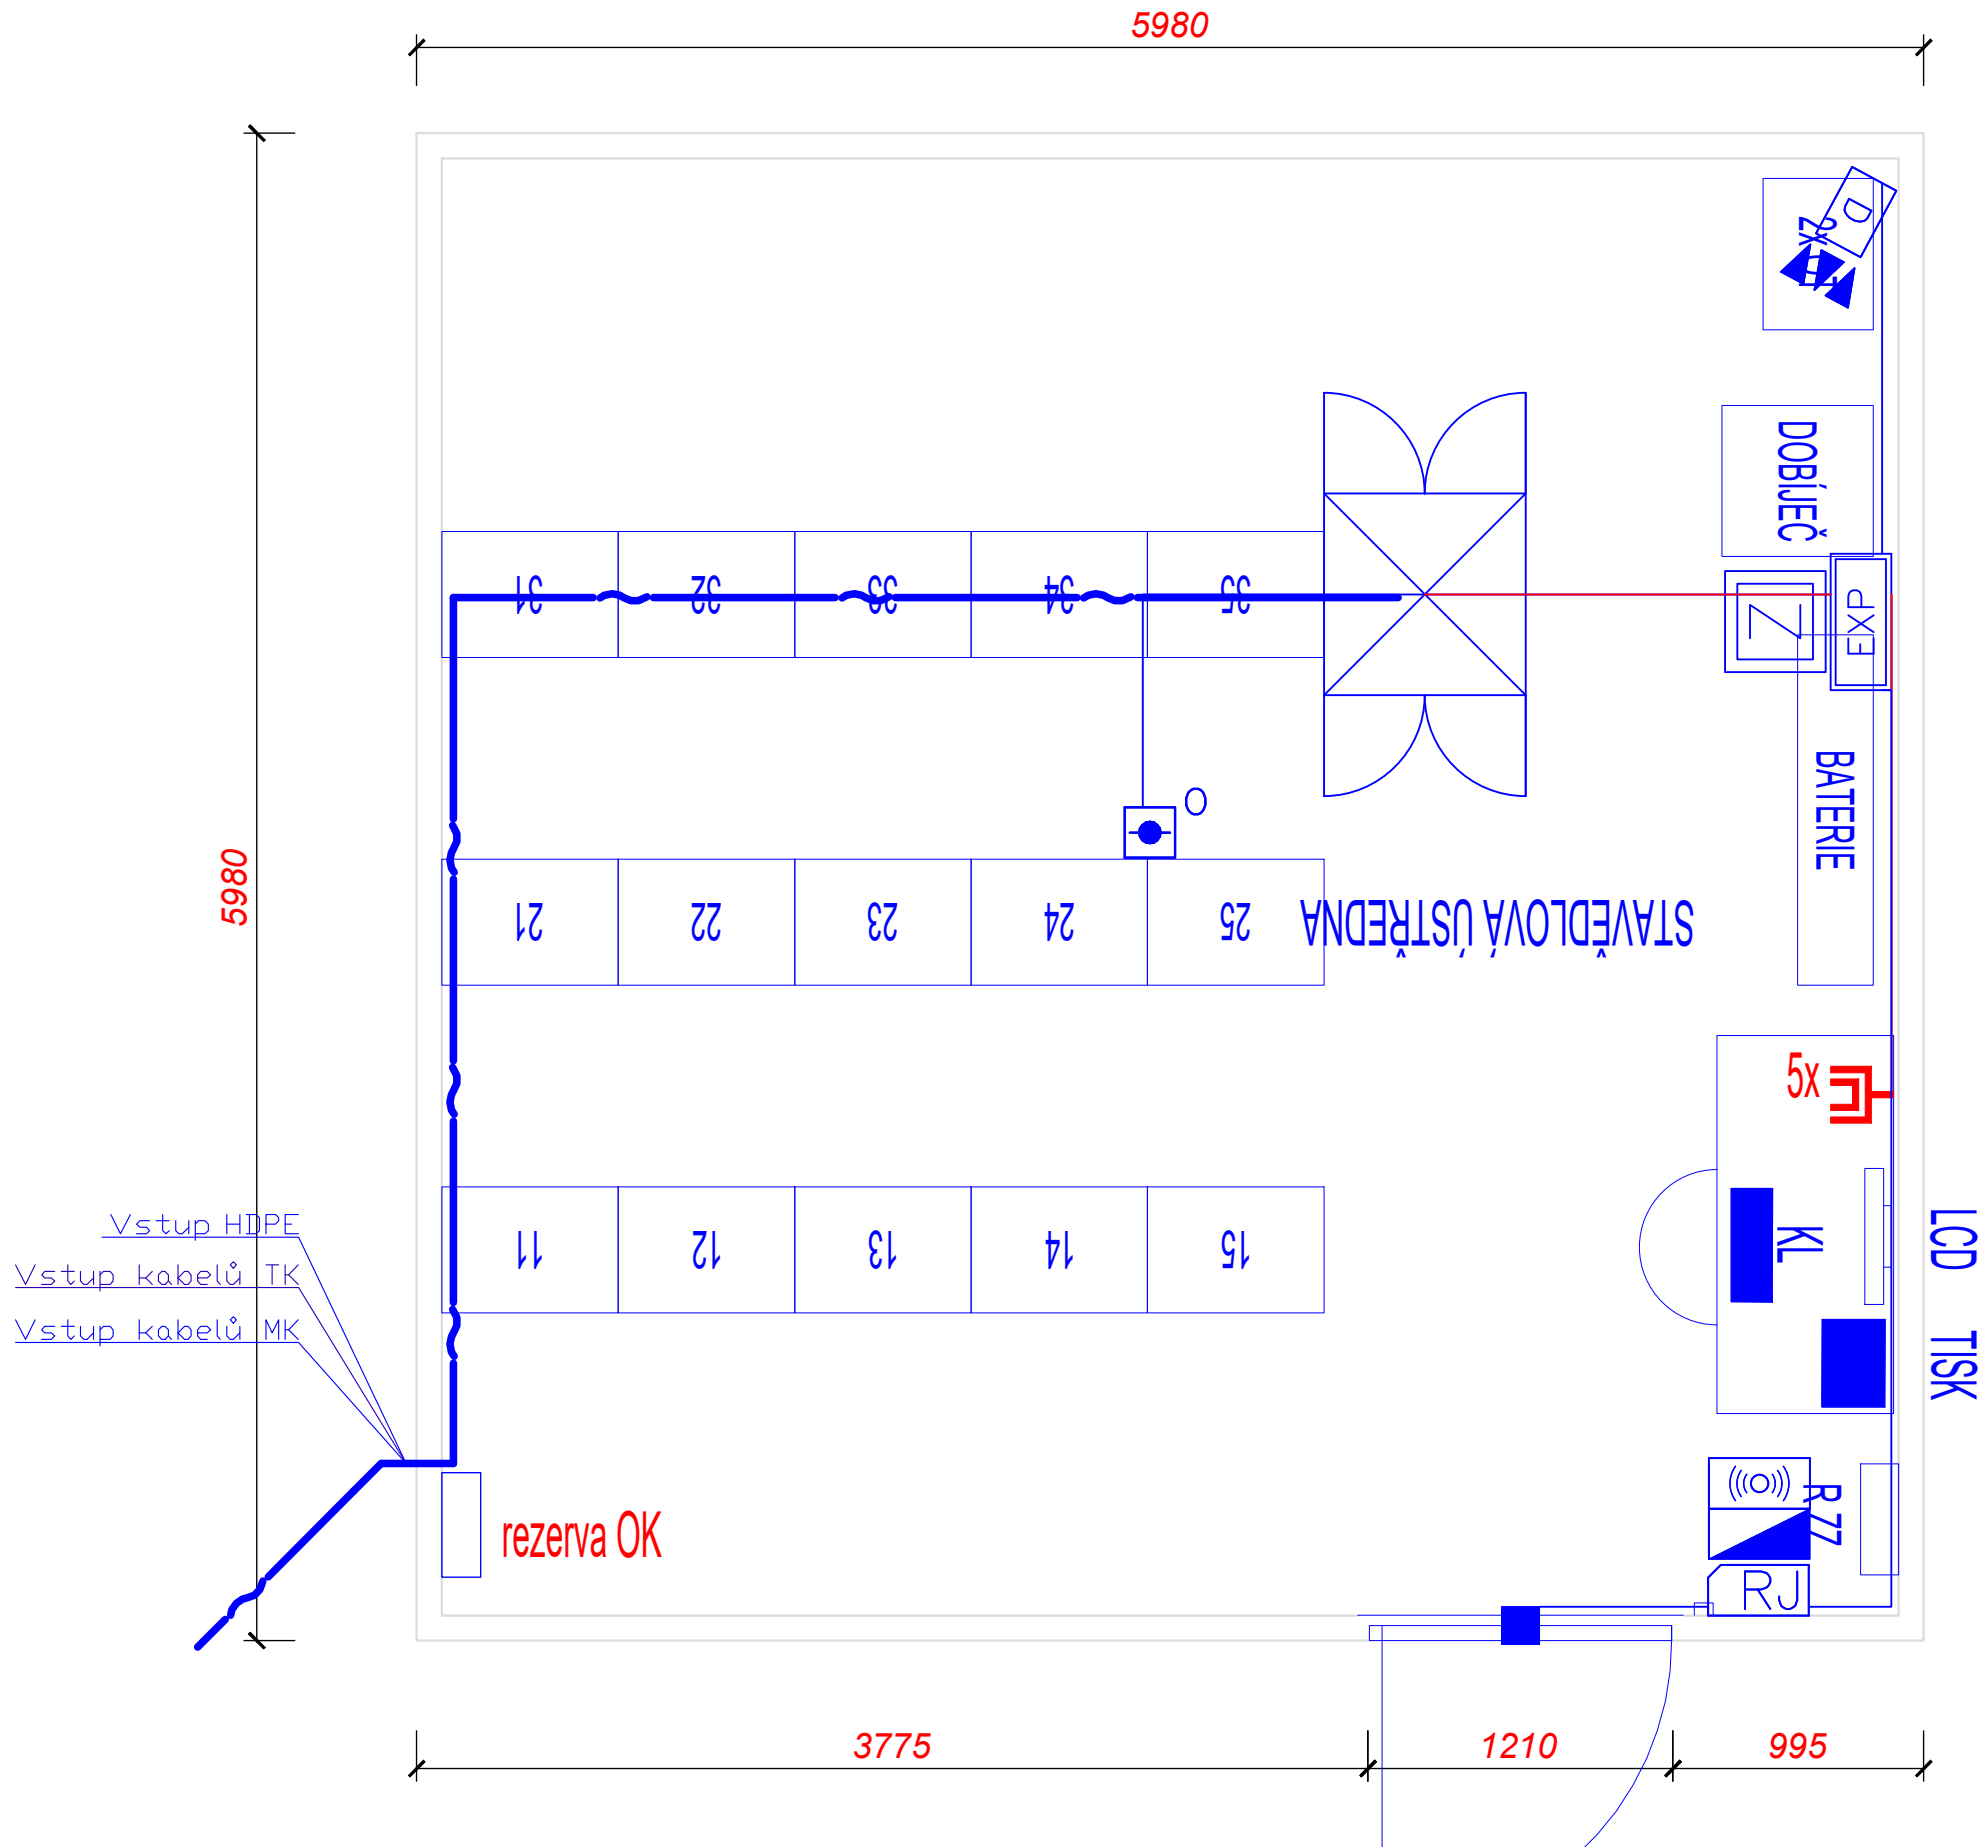 5980
D
2x
DOBÍJEČ
31
32
33
34
35
Z
EXP
BATERIE
O
5980
21
22
23
24
25
STAVĚDLOVÁ ÚSTŘEDNA
5x
Vstup HDPE
Vstup kabelů TK
Vstup kabelů MK
11
12
13
14
15
KL
LCD
TISK
rezerva OK
R ZZ
RJ
3775
1210
995